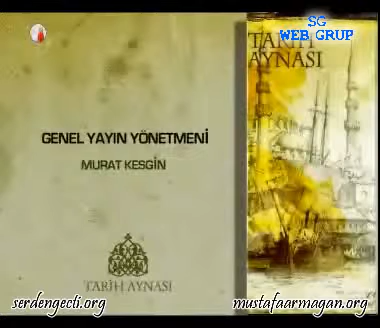 SG
WEB GRUP
TARİH
AYNASI
GENEL YAYIN YÖNETMENİ
MURAT KESGİN
TARİH AYNASI
serdengecti.org
mustafaarmagan.org